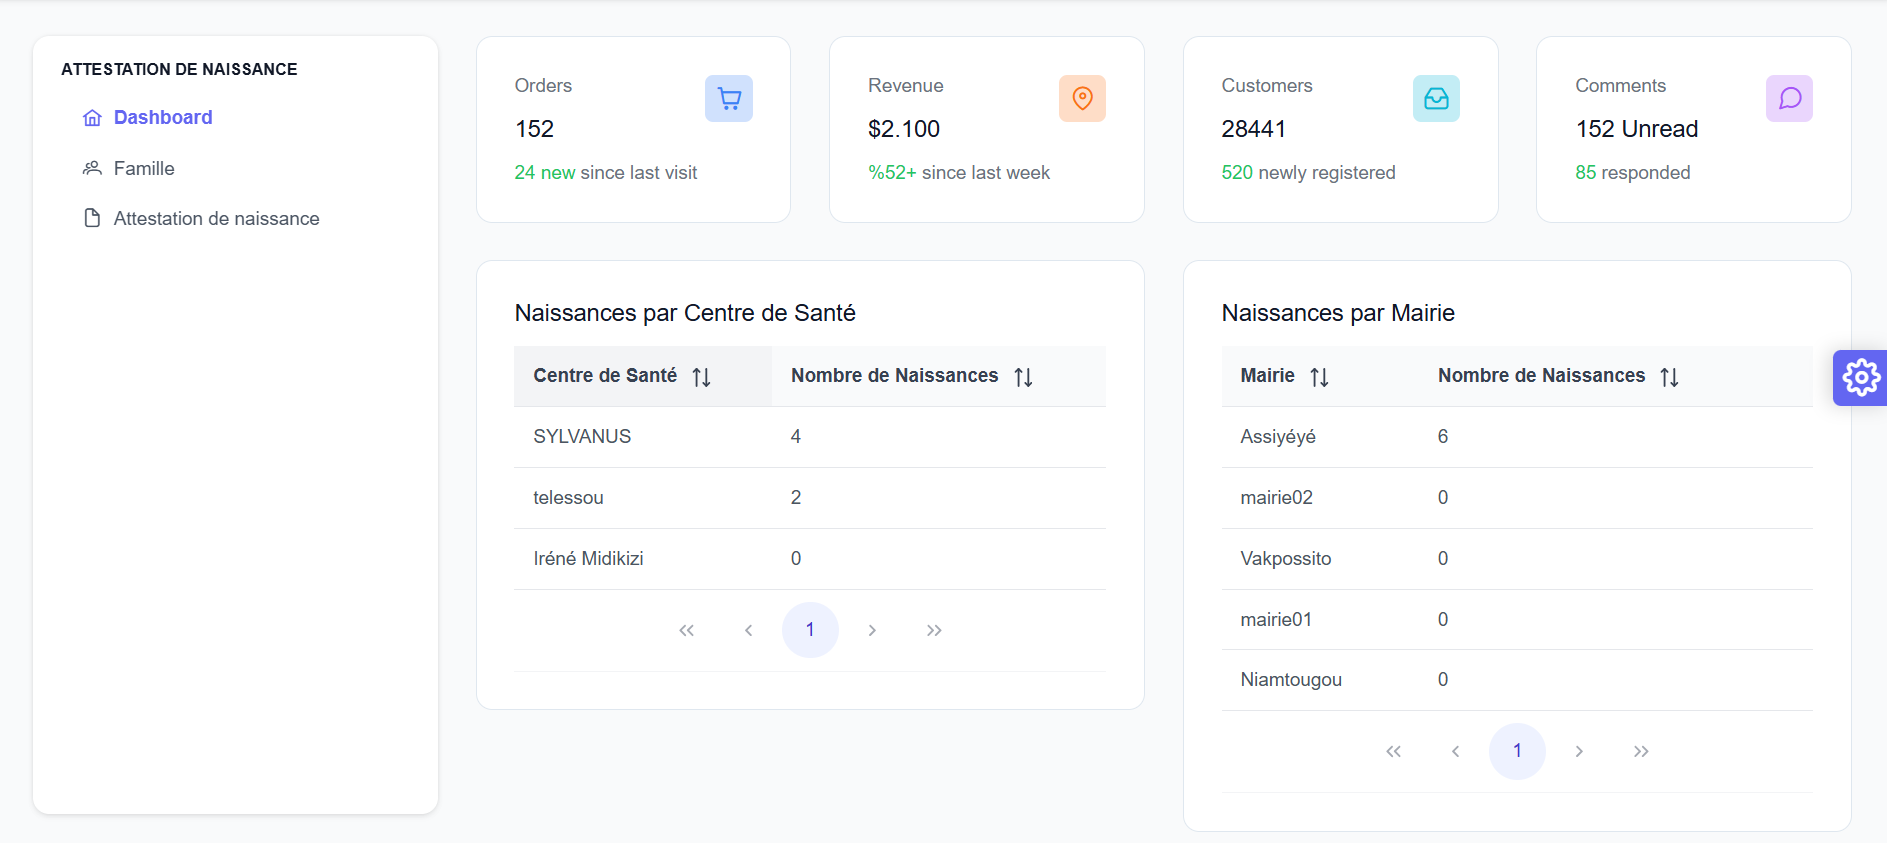 ATTESTATION DE NAISSANCE
Dashboard
Famille
Attestation de naissance
Orders
152
24 new since last visit
Revenue
$2.100
%52+ since last week
Customers
28441
520 newly registered
Comments
152 Unread
85 responded
Naissances par Centre de Santé
Centre de Santé Nombre de Naissances
SYLVANUS 4
telessou 2
Iréné Midikizi 0
1
Naissances par Mairie
Mairie Nombre de Naissances
Assiyéyé 6
mairie02 0
Vakpossito 0
mairie01 0
Niamtougou 0
1